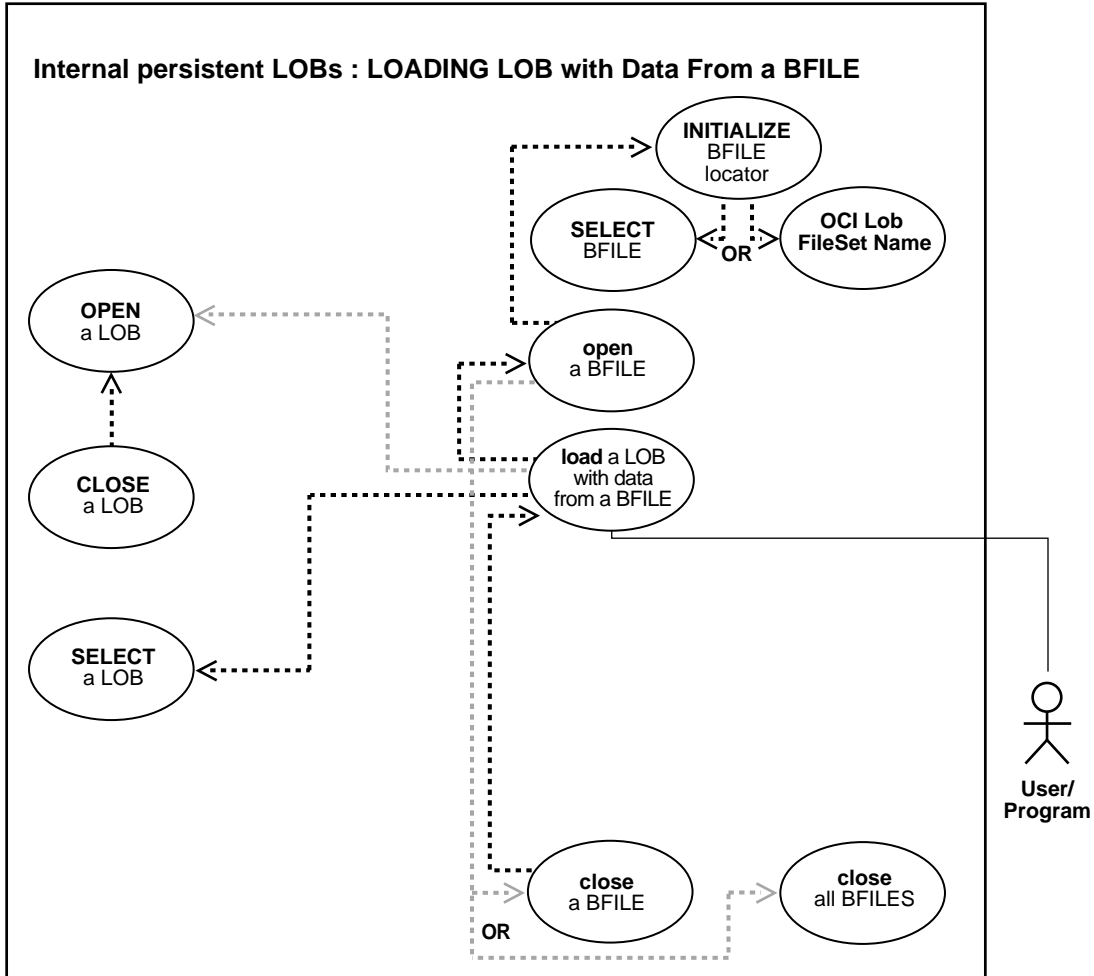 Internal persistent LOBs : LOADING LOB with Data From a BFILE
INITIALIZE
BFILE
locator
SELECT
BFILE
OR
OCI Lob
FileSet Name
OPEN
a LOB
open
a BFILE
CLOSE
a LOB
load a LOB
with data
from a BFILE
SELECT
a LOB
User/
Program
close
a BFILE
OR
close
all BFILES